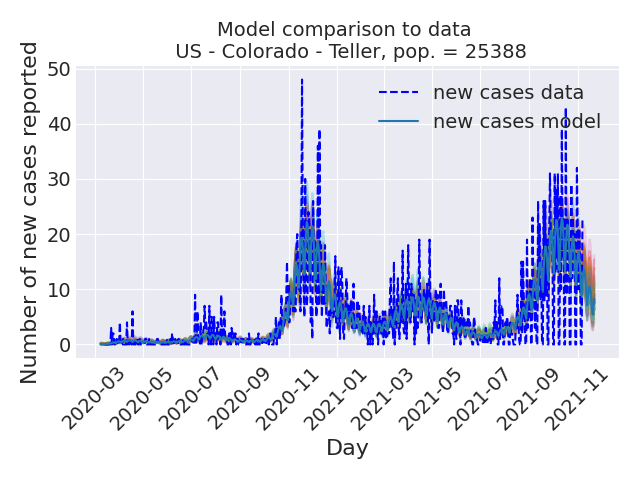 Model comparison to data
US - Colorado - Teller, pop. = 25388
new cases data
new cases model
Number of new cases reported
50
40
30
20
10
0
2020-03
2020-05
2020-07
2020-09
2020-11
2021-01
2021-03
2021-05
2021-07
2021-09
2021-11
Day